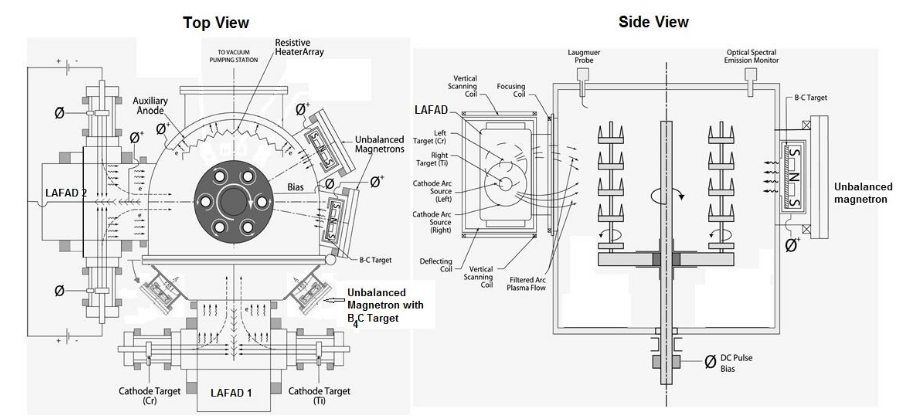 Top View
Side View
TO VACUUM
PUMPING STATION
Resistive
HeaterArray
Auxiliary
Anode
Unbalanced
Magnetrons
Bias
LAFAD 2
B-C Target
Unbalanced
Magnetron with
B4C Target
Cathode Target
(Cr)
LAFAD 1
Cathode Target
(Ti)
Laugmuer
Probe
Optical Spectral
Emission Monitor
Vertical
Scanning
Coil
Focusing
Coil
B-C Target
LAFAD
Left
Target (Cr)
Right
Target (Ti)
Cathode Arc
Source
(Left)
Cathode Arc
Source
(Right)
Unbalanced
magnetron
Deflecting
Coil
Vertical
Scanning
Coil
Filtered Arc
Plasma Flow
DC Pulse
Bias
S N S
S N S
S N S
Ø
Ø+
Ø+
Ø+
Ø+
Ø+
Ø
Ø+
Ø
+ -
+ -
e
e
e
e